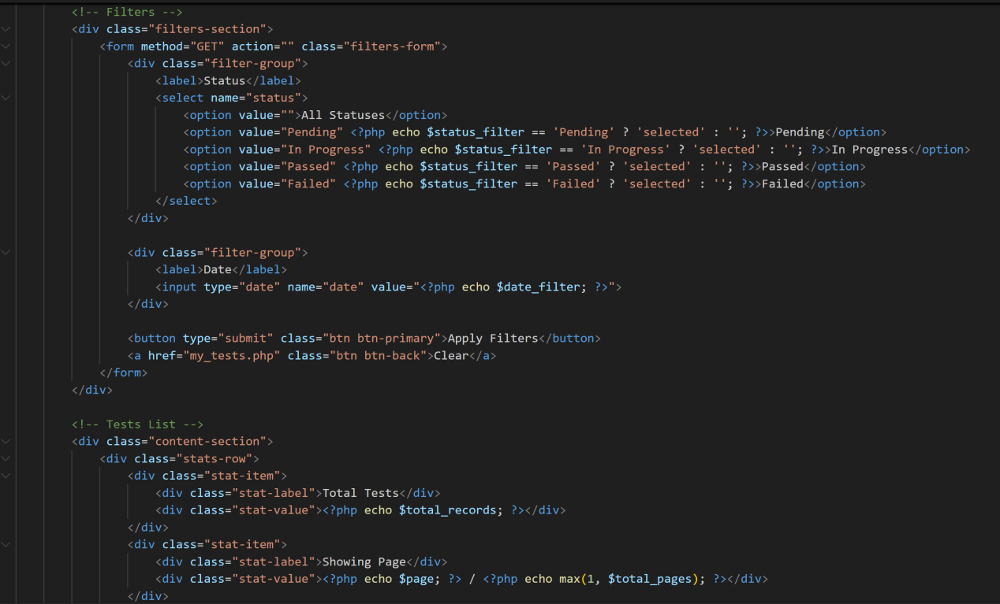 <!-- Filters -->
<div class="filters-section">
<form method="GET" action="" class="filters-form">
<div class="filter-group">
<label>Status</label>
<select name="status">
<option value="">All Statuses</option>
<option value="Pending" <?php echo $status_filter == 'Pending' ? 'selected' : ''; ?>>Pending</option>
<option value="In Progress" <?php echo $status_filter == 'In Progress' ? 'selected' : ''; ?>>In Progress</option>
<option value="Passed" <?php echo $status_filter == 'Passed' ? 'selected' : ''; ?>>Passed</option>
<option value="Failed" <?php echo $status_filter == 'Failed' ? 'selected' : ''; ?>>Failed</option>
</select>
</div>
<div class="filter-group">
<label>Date</label>
<input type="date" name="date" value="<?php echo $date_filter; ?>">
</div>
<button type="submit" class="btn btn-primary">Apply Filters</button>
<a href="my_tests.php" class="btn btn-back">Clear</a>
</form>
</div>
<!-- Tests List -->
<div class="content-section">
<div class="stats-row">
<div class="stat-item">
<div class="stat-label">Total Tests</div>
<div class="stat-value"><?php echo $total_records; ?></div>
</div>
<div class="stat-item">
<div class="stat-label">Showing Page</div>
<div class="stat-value"><?php echo $page; ?> / <?php echo max(1, $total_pages); ?></div>
</div>